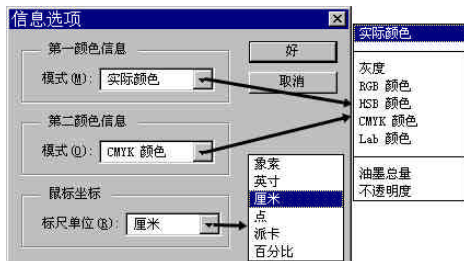 信息选项
第一颜色信息
模式(M): 实际颜色
好
取消
第二颜色信息
模式(O): CMYK 颜色
鼠标坐标
标尺单位(R): 厘米
象素
英寸
厘米
点
派卡
百分比
实际颜色
灰度
RGB 颜色
HSB 颜色
CMYK 颜色
Lab 颜色
油墨总量
不透明度